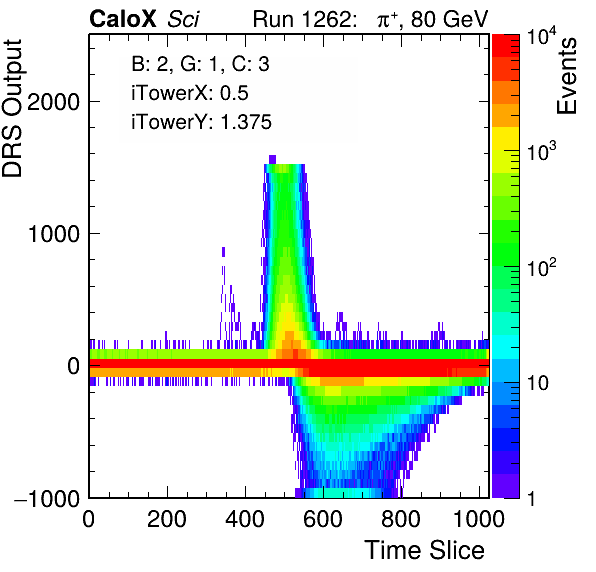 CaloX Sci Run 1262: π⁺, 80 GeV
B: 2, G: 1, C: 3
iTowerX: 0.5
iTowerY: 1.375
DRS Output
2000
1000
0
−1000
0 200 400 600 800 1000
Time Slice
Events
10⁴
10³
10²
10
1